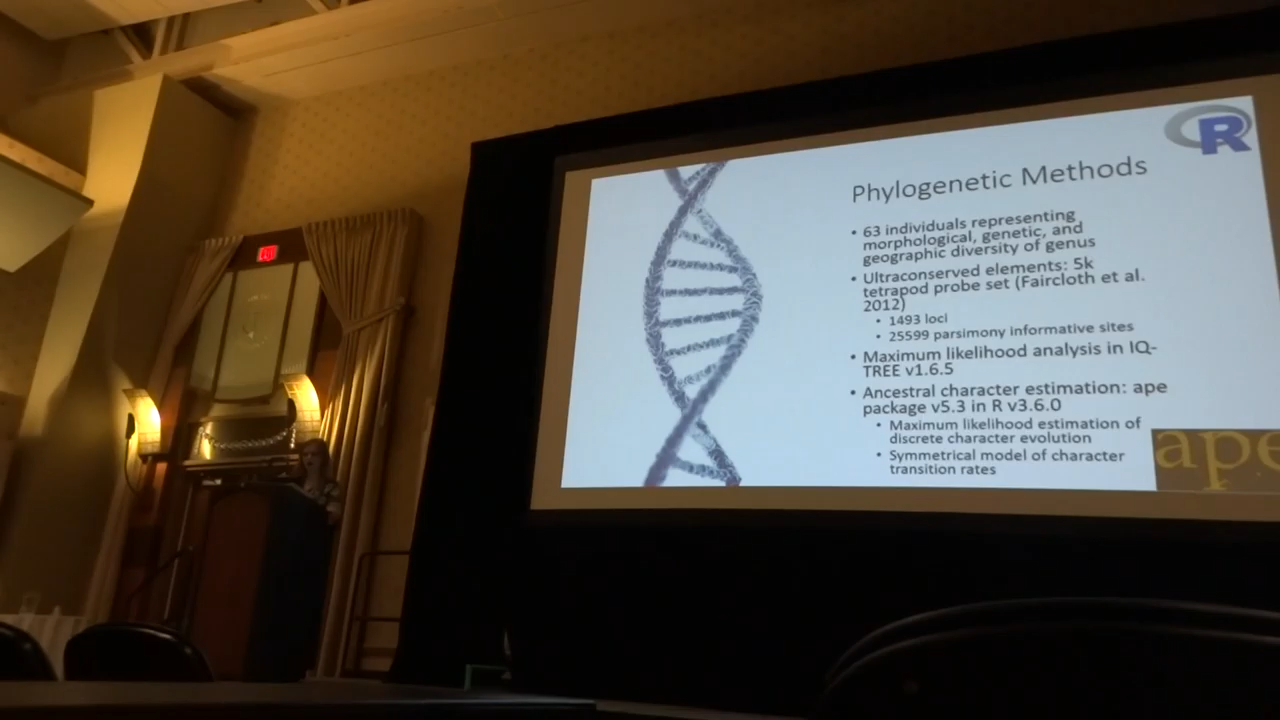 R
Phylogenetic Methods
• 63 individuals representing
morphological, genetic, and
geographic diversity of genus
• Ultraconserved elements: 5k
tetrapod probe set (Faircloth et al.
2012)
• 1493 loci
• 25599 parsimony informative sites
• Maximum likelihood analysis in IQ-
TREE v1.6.5
• Ancestral character estimation: ape
package v5.3 in R v3.6.0
• Maximum likelihood estimation of
discrete character evolution
• Symmetrical model of character
transition rates
ape
EXIT